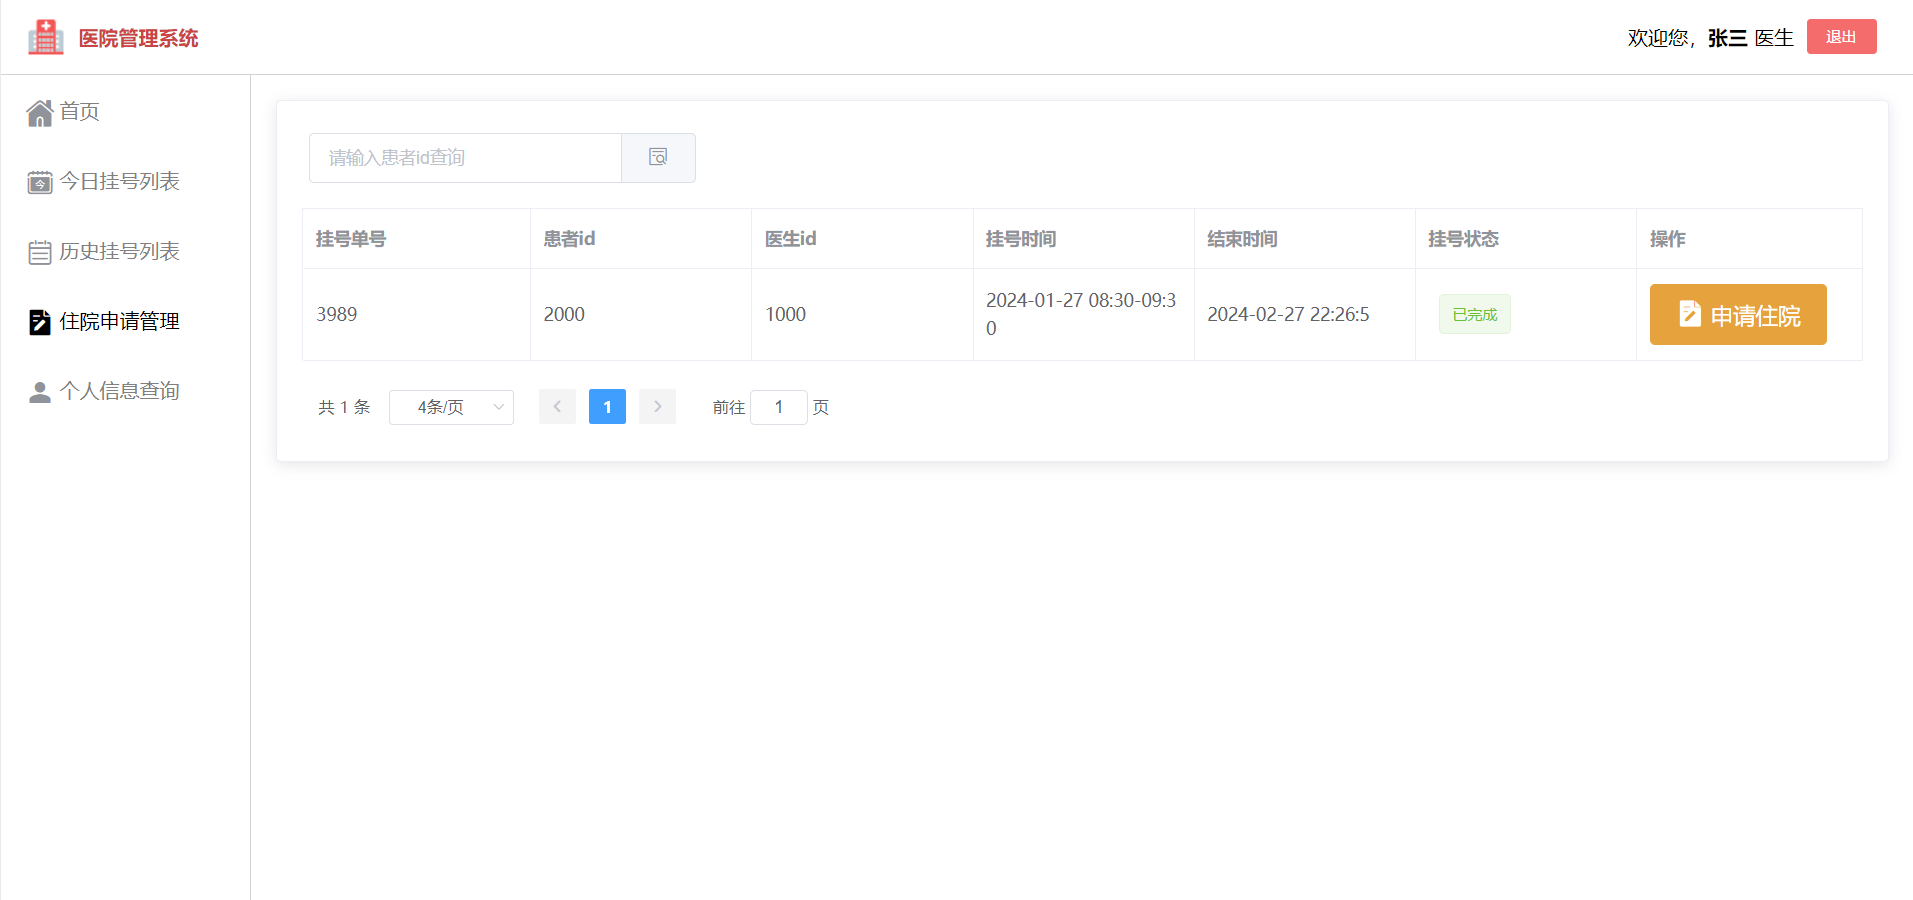 医院管理系统
欢迎您，张三 医生
退出
首页
今
今日挂号列表
历史挂号列表
住院申请管理
个人信息查询
请输入患者id查询
挂号单号 患者id 医生id 挂号时间 结束时间 挂号状态 操作
3989 2000 1000 2024-01-27 08:30-09:3
0 2024-02-27 22:26:5 已完成 申请住院
共 1 条 4条/页 1 前往 1 页